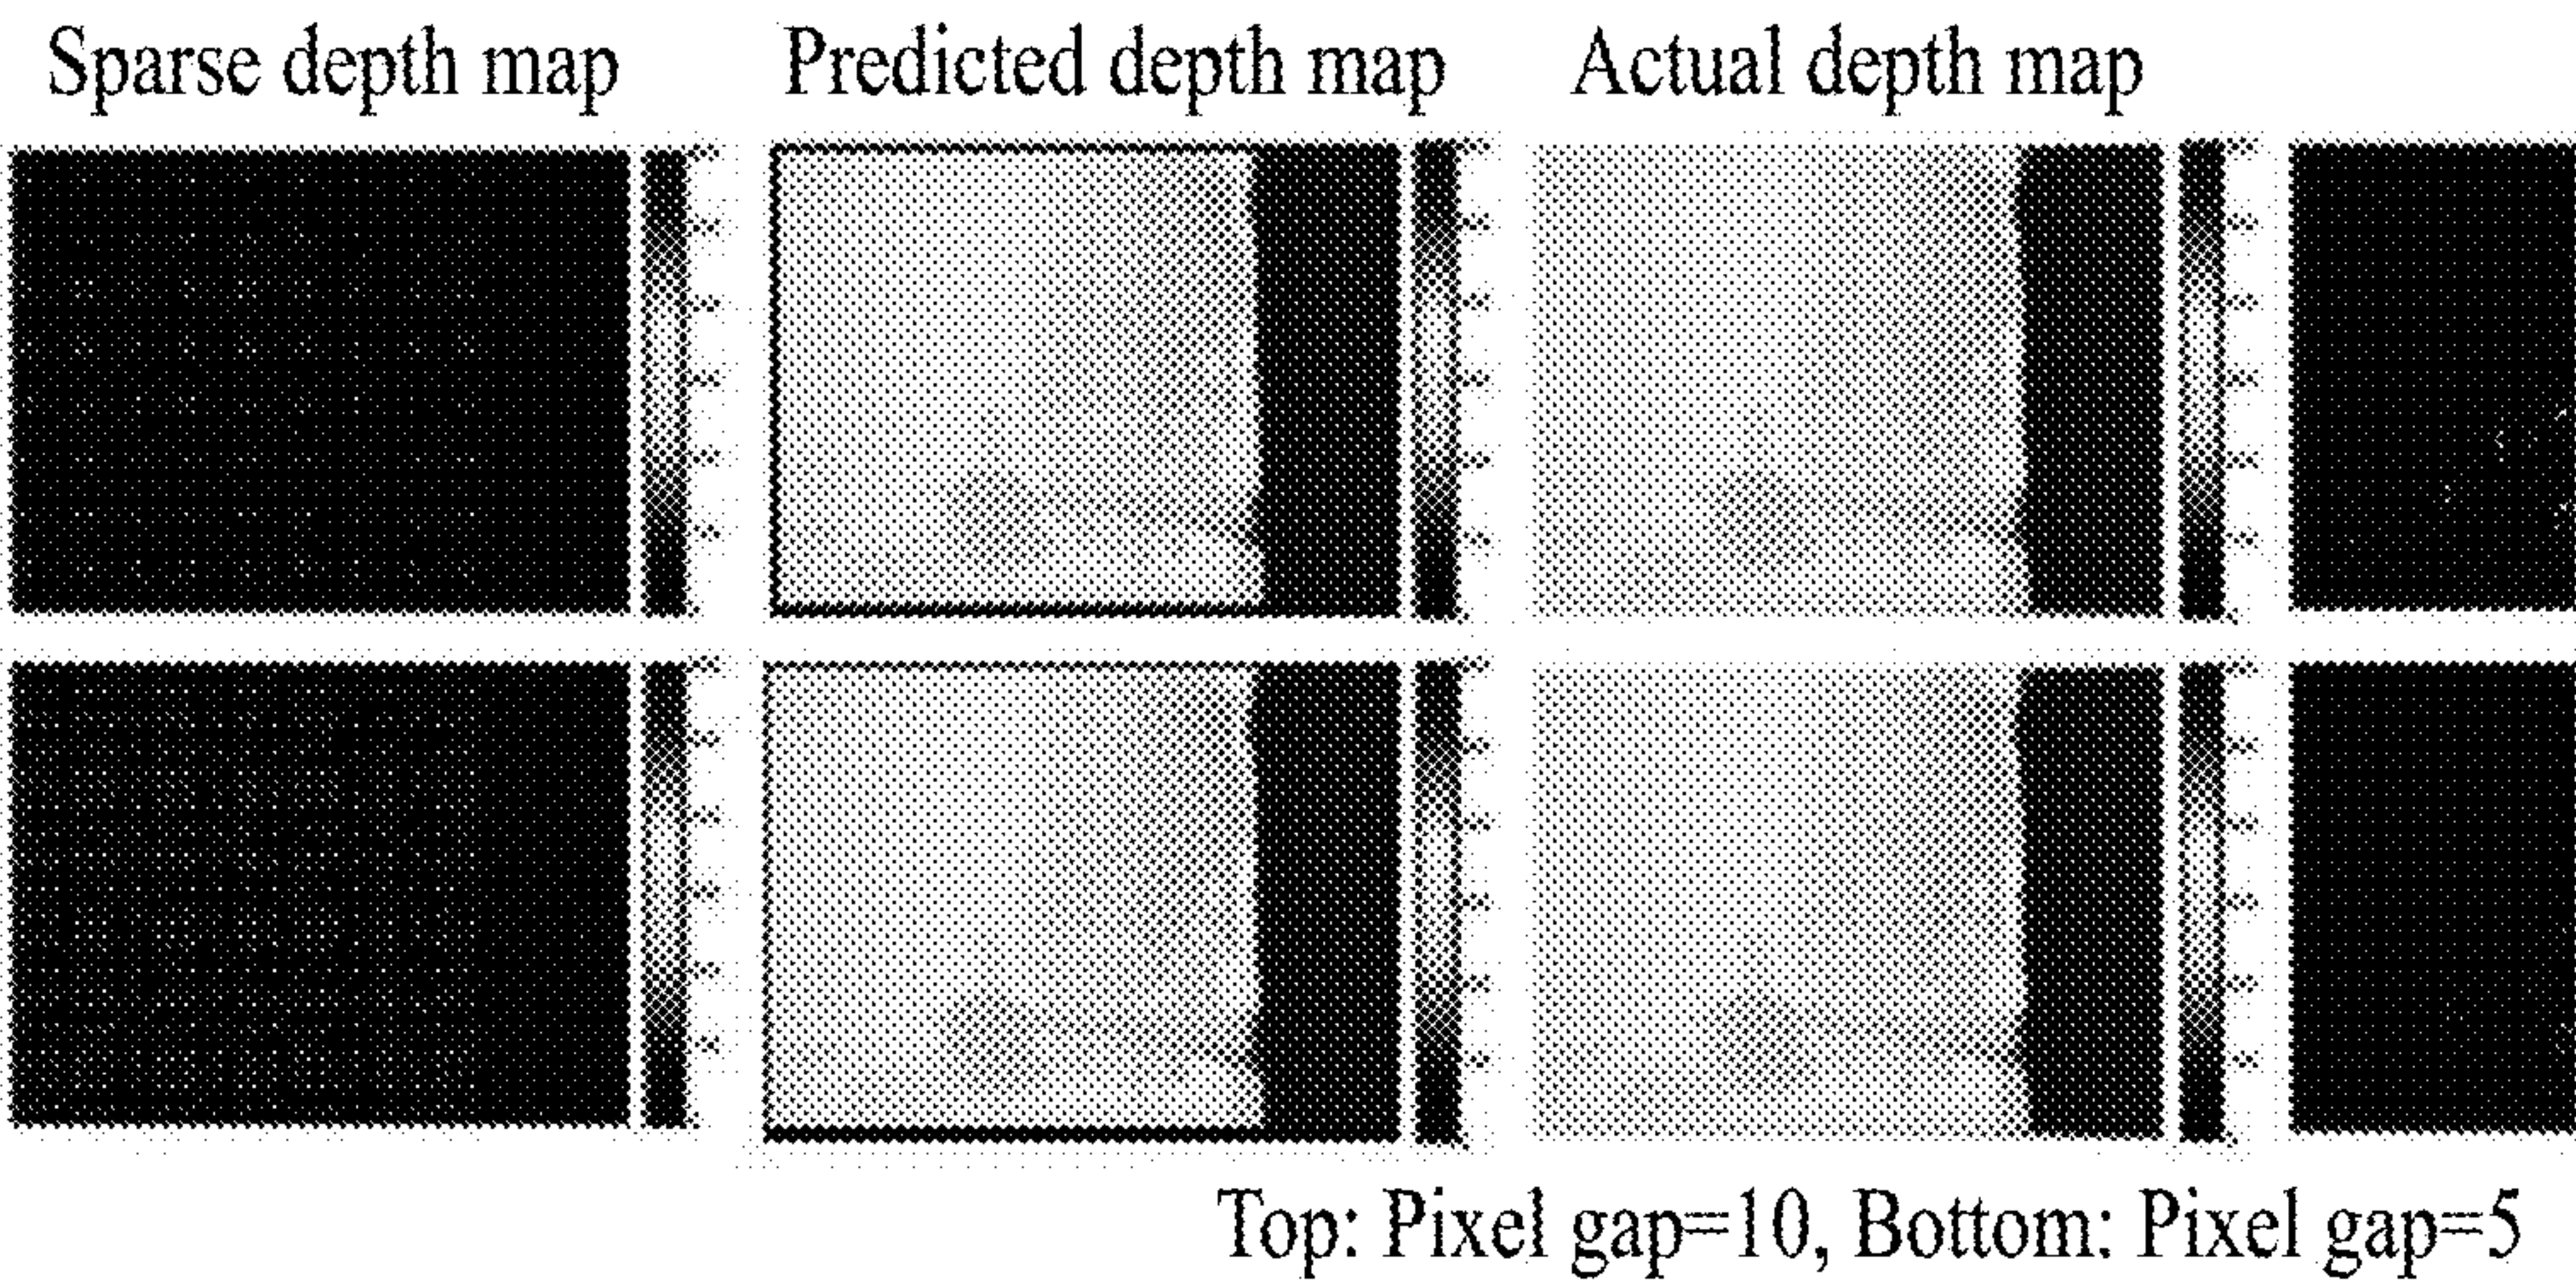 Sparse depth map
Predicted depth map
Actual depth map
Top: Pixel gap=10, Bottom: Pixel gap=5